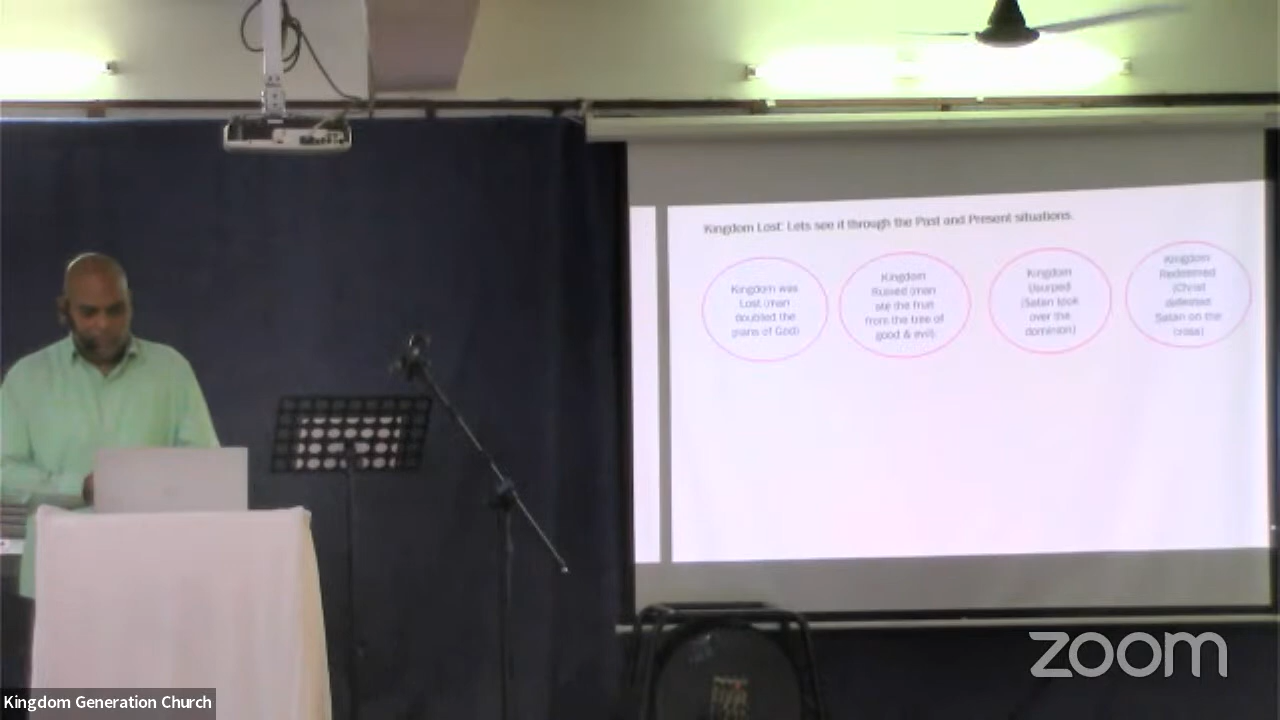 Kingdom Lost: Lets see it through the Past and Present situations.
Kingdom was
Lost (man
doubted the
plans of God)
Kingdom
Ruined (man
ate the fruit
from the tree of
good & evil)
Kingdom
Usurped
(Satan took
over the
dominion)
Kingdom
Redeemed
(Christ
defeated
Satan on the
cross)
zoom
Kingdom Generation Church